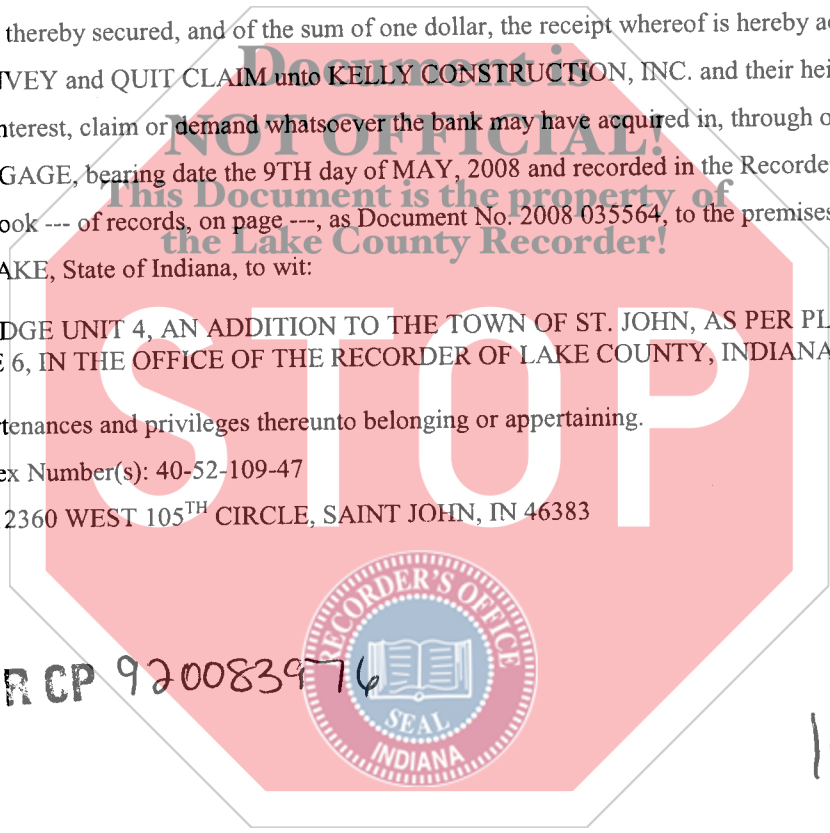 thereby secured, and of the sum of one dollar, the receipt whereof is hereby a
Document is
VEY and QUIT CLAIM unto KELLY CONSTRUCTION, INC. and their hei
nterest, claim or demand whatsoever the bank may have acquired in, through o
NOT OFFICIAL!
GAGE, bearing date the 9TH day of MAY, 2008 and recorded in the Recorde
This Document is the property of
ook --- of records, on page ---, as Document No. 2008 035564, to the premises
the Lake County Recorder!
AKE, State of Indiana, to wit:
DGE UNIT 4, AN ADDITION TO THE TOWN OF ST. JOHN, AS PER PL
E 6, IN THE OFFICE OF THE RECORDER OF LAKE COUNTY, INDIANA
STOP
tenances and privileges thereunto belonging or appertaining.
ex Number(s): 40-52-109-47
2360 WEST 105TH CIRCLE, SAINT JOHN, IN 46383
RECORDER'S OFFICE
R CP 920083976
SEAL
INDIANA